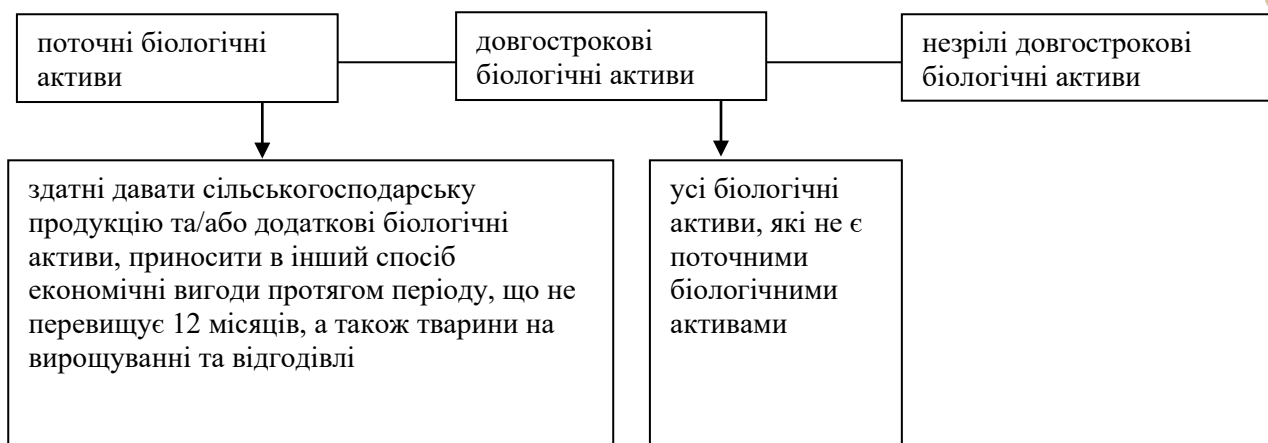 поточні біологічні
активи
довгострокові
біологічні активи
незрілі довгострокові
біологічні активи
здатні давати сільськогосподарську
продукцію та/або додаткові біологічні
активи, приносити в інший спосіб
економічні вигоди протягом періоду, що не
перевищує 12 місяців, а також тварини на
вирощуванні та відгодівлі
усі біологічні
активи, які не є
поточними
біологічними
активами